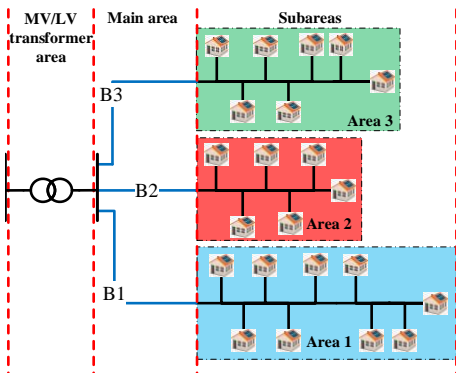 MV/LV
transformer
area
Main area
Subareas
B3
Area 3
B2
Area 2
B1
Area 1